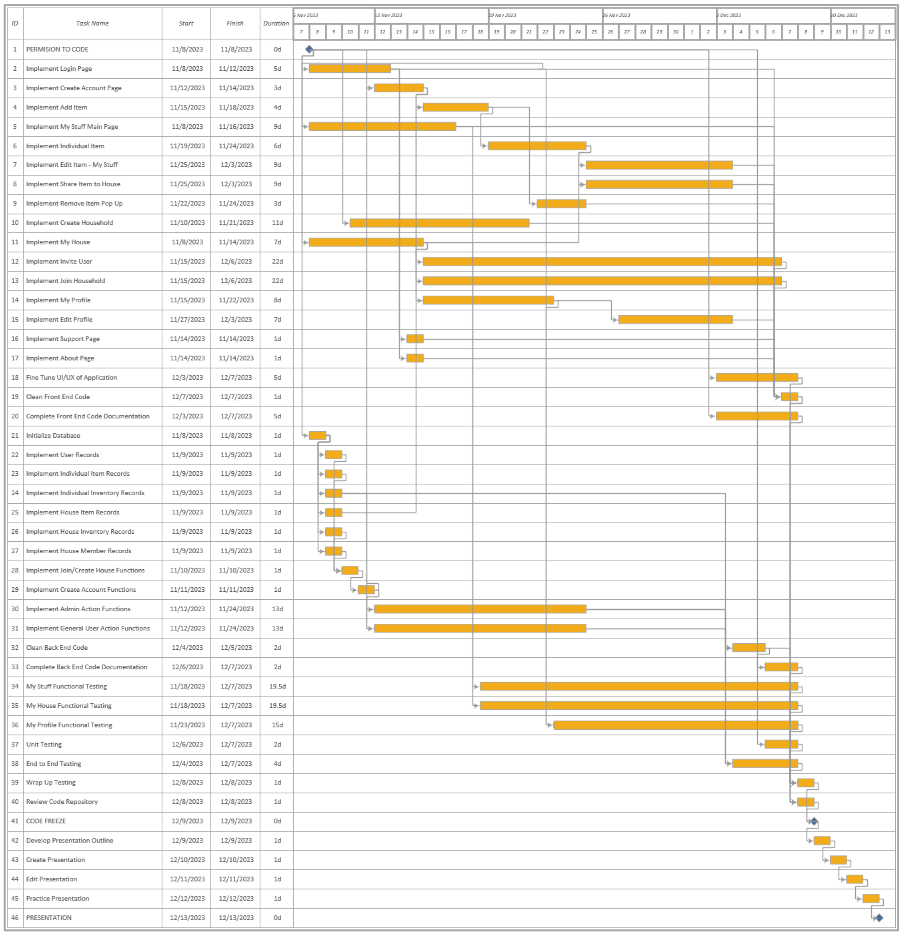 ID Task Name Start Finish Duration 5 Nov 2023 12 Nov 2023 19 Nov 2023 26 Nov 2023 3 Dec 2023 10 Dec 2023
7 8 9 10 11 12 13 14 15 16 17 18 19 20 21 22 23 24 25 26 27 28 29 30 1 2 3 4 5 6 7 8 9 10 11 12 13
1 PERMISION TO CODE 11/8/2023 11/8/2023 0d
2 Implement Login Page 11/8/2023 11/12/2023 5d
3 Implement Create Account Page 11/12/2023 11/14/2023 3d
4 Implement Add Item 11/15/2023 11/18/2023 4d
5 Implement My Stuff Main Page 11/8/2023 11/16/2023 9d
6 Implement Individual Item 11/19/2023 11/24/2023 6d
7 Implement Edit Item - My Stuff 11/25/2023 12/3/2023 9d
8 Implement Share Item to House 11/25/2023 12/3/2023 9d
9 Implement Remove Item Pop Up 11/22/2023 11/24/2023 3d
10 Implement Create Household 11/10/2023 11/21/2023 11d
11 Implement My House 11/8/2023 11/14/2023 7d
12 Implement Invite User 11/15/2023 12/6/2023 22d
13 Implement Join Household 11/15/2023 12/6/2023 22d
14 Implement My Profile 11/15/2023 11/22/2023 8d
15 Implement Edit Profile 11/27/2023 12/3/2023 7d
16 Implement Support Page 11/14/2023 11/14/2023 1d
17 Implement About Page 11/14/2023 11/14/2023 1d
18 Fine Tune UI/UX of Application 12/3/2023 12/7/2023 5d
19 Clean Front End Code 12/7/2023 12/7/2023 1d
20 Complete Front End Code Documentation 12/3/2023 12/7/2023 5d
21 Initialize Database 11/8/2023 11/8/2023 1d
22 Implement User Records 11/9/2023 11/9/2023 1d
23 Implement Individual Item Records 11/9/2023 11/9/2023 1d
24 Implement Individual Inventory Records 11/9/2023 11/9/2023 1d
25 Implement House Item Records 11/9/2023 11/9/2023 1d
26 Implement House Inventory Records 11/9/2023 11/9/2023 1d
27 Implement House Member Records 11/9/2023 11/9/2023 1d
28 Implement Join/Create House Functions 11/10/2023 11/10/2023 1d
29 Implement Create Account Functions 11/11/2023 11/11/2023 1d
30 Implement Admin Action Functions 11/12/2023 11/24/2023 13d
31 Implement General User Action Functions 11/12/2023 11/24/2023 13d
32 Clean Back End Code 12/4/2023 12/5/2023 2d
33 Complete Back End Code Documentation 12/6/2023 12/7/2023 2d
34 My Stuff Functional Testing 11/18/2023 12/7/2023 19.5d
35 My House Functional Testing 11/18/2023 12/7/2023 19.5d
36 My Profile Functional Testing 11/23/2023 12/7/2023 15d
37 Unit Testing 12/6/2023 12/7/2023 2d
38 End to End Testing 12/4/2023 12/7/2023 4d
39 Wrap Up Testing 12/8/2023 12/8/2023 1d
40 Review Code Repository 12/8/2023 12/8/2023 1d
41 CODE FREEZE 12/9/2023 12/9/2023 0d
42 Develop Presentation Outline 12/9/2023 12/9/2023 1d
43 Create Presentation 12/10/2023 12/10/2023 1d
44 Edit Presentation 12/11/2023 12/11/2023 1d
45 Practice Presentation 12/12/2023 12/12/2023 1d
46 PRESENTATION 12/13/2023 12/13/2023 0d